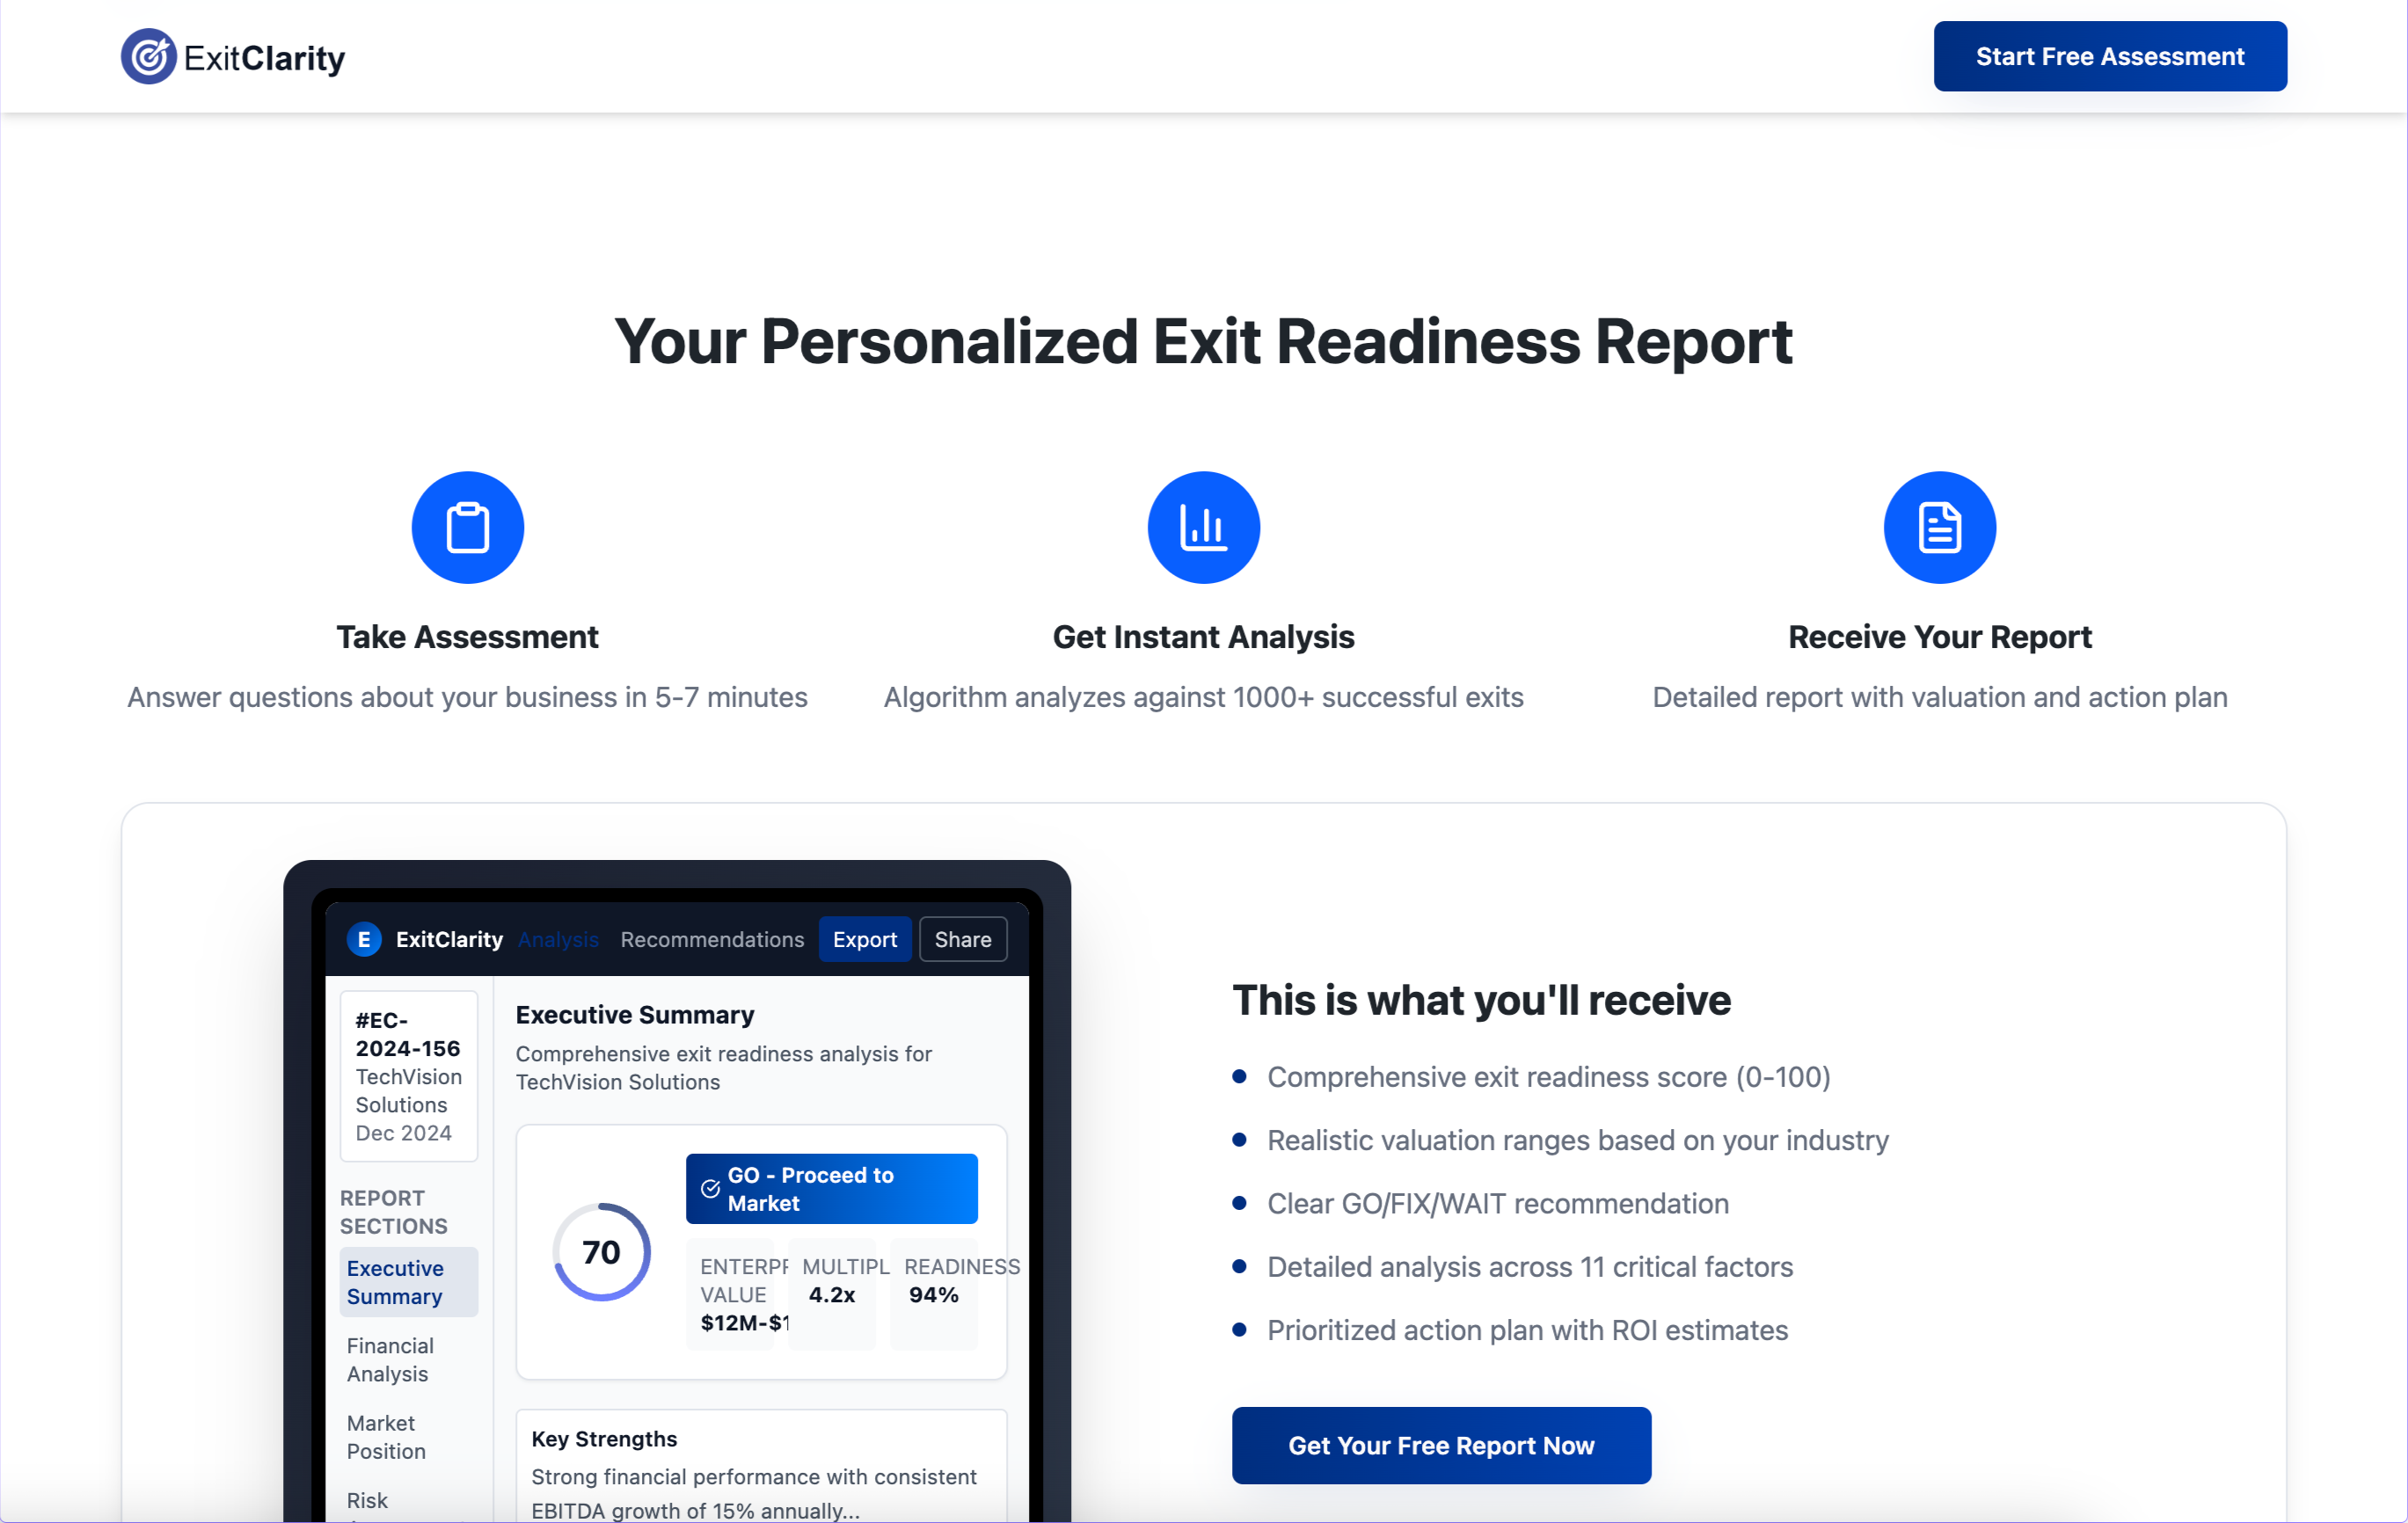 ExitClarity
Start Free Assessment
Your Personalized Exit Readiness Report
Take Assessment
Answer questions about your business in 5-7 minutes
Get Instant Analysis
Algorithm analyzes against 1000+ successful exits
Receive Your Report
Detailed report with valuation and action plan
E ExitClarity Analysis Recommendations Export Share
#EC-
2024-156
TechVision
Solutions
Dec 2024
REPORT
SECTIONS
Executive
Summary
Financial
Analysis
Market
Position
Risk
Executive Summary
Comprehensive exit readiness analysis for
TechVision Solutions
70
GO - Proceed to
Market
VALUE
$12M-$1
MULTIPL
4.2x
READINESS
94%
Key Strengths
Strong financial performance with consistent
EBITDA growth of 15% annually...
This is what you'll receive
Comprehensive exit readiness score (0-100)
Realistic valuation ranges based on your industry
Clear GO/FIX/WAIT recommendation
Detailed analysis across 11 critical factors
Prioritized action plan with ROI estimates
Get Your Free Report Now